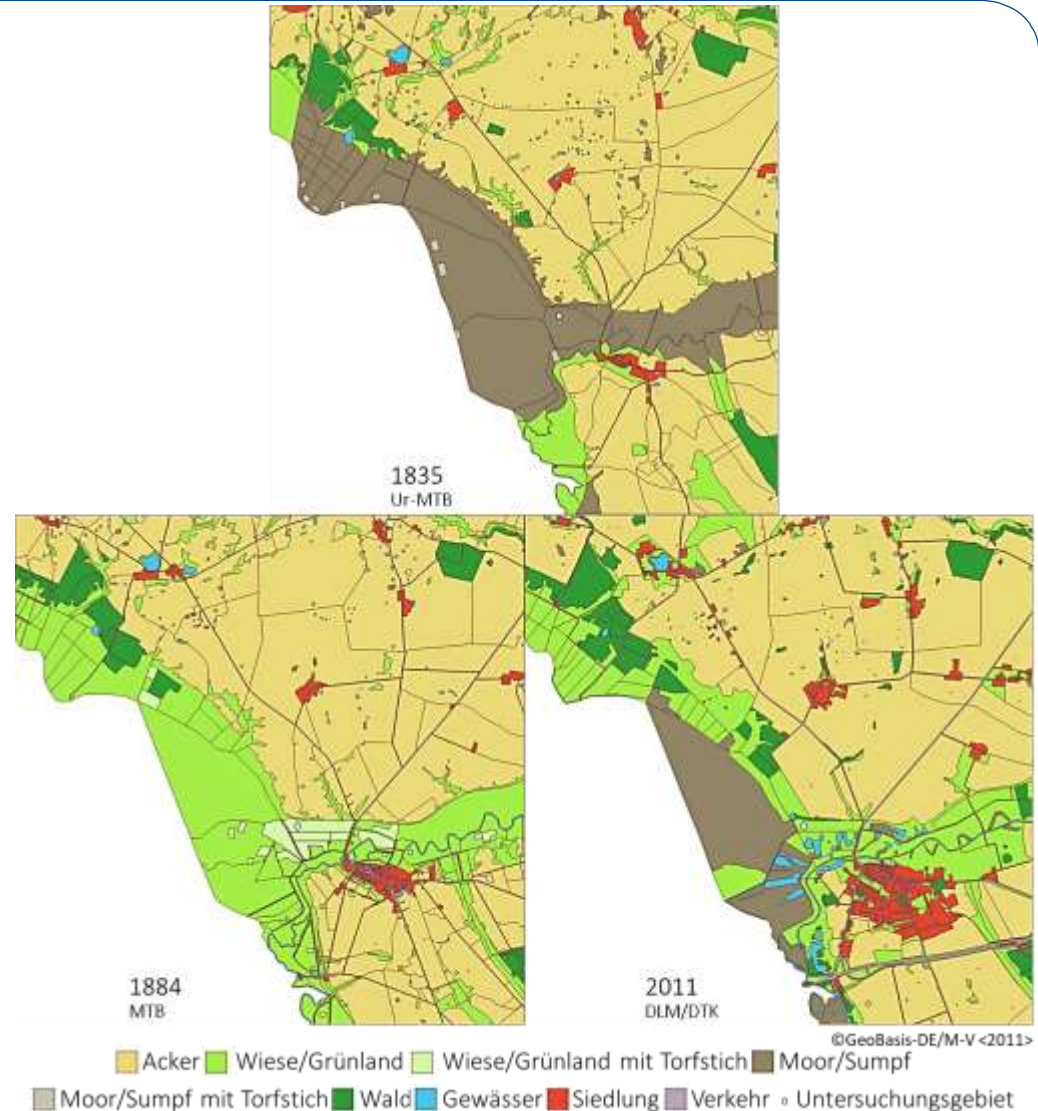 1835
Ur-MTB
1884
MTB
2011
DLM/DTK
©GeoBasis-DE/M-V <2011>
Acker Wiese/Grünland Wiese/Grünland mit Torfstich Moor/Sumpf
Moor/Sumpf mit Torfstich Wald Gewässer Siedlung Verkehr Untersuchungsgebiet